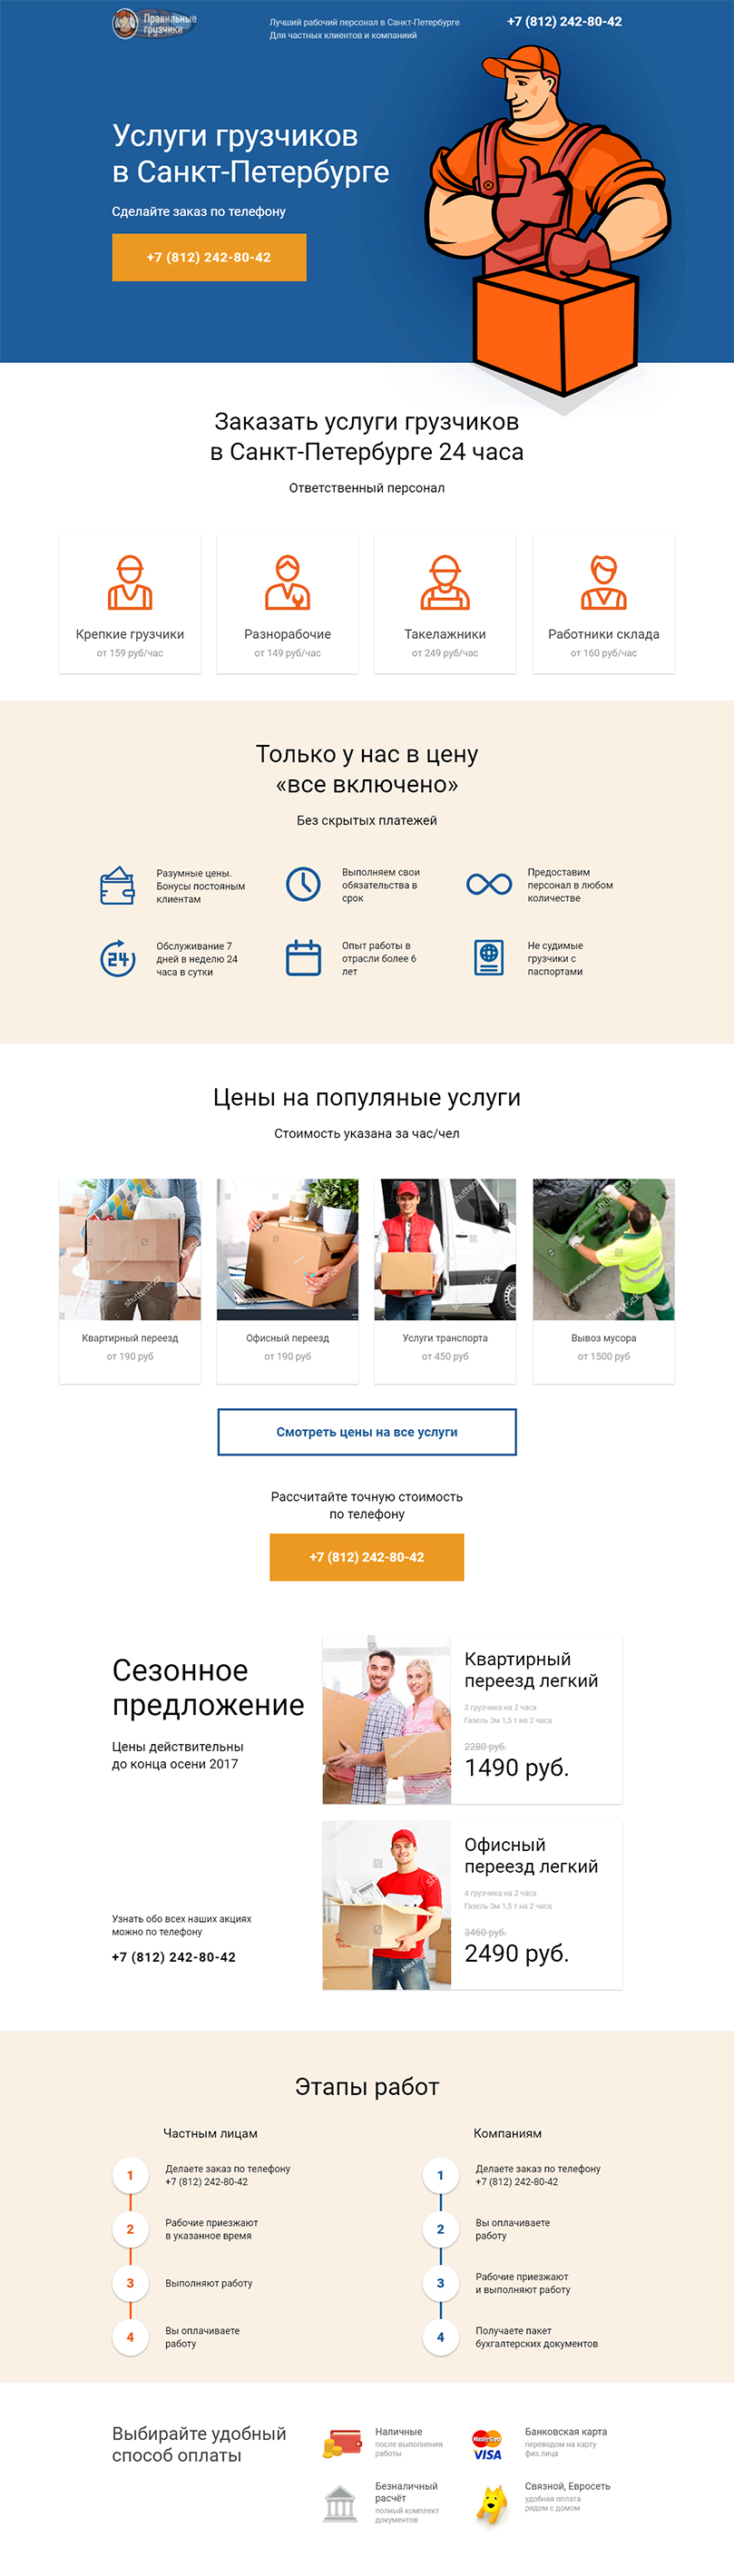 Правильные
грузчики
Лучший рабочий персонал в Санкт-Петербурге
Для частных клиентов и компаниий
+7 (812) 242-80-42
Услуги грузчиков
в Санкт-Петербурге
Сделайте заказ по телефону
+7 (812) 242-80-42
Заказать услуги грузчиков
в Санкт-Петербурге 24 часа
Ответственный персонал
Крепкие грузчики
от 159 руб/час
Разнорабочие
от 149 руб/час
Такелажники
от 249 руб/час
Работники склада
от 160 руб/час
Только у нас в цену
«все включено»
Без скрытых платежей
Разумные цены.
Бонусы постояным
клиентам
Выполняем свои
обязательства в
срок
Предоставим
персонал в любом
количестве
24
Обслуживание 7
дней в неделю 24
часа в сутки
Опыт работы в
отрасли более 6
лет
Не судимые
грузчики с
паспортами
Цены на популяные услуги
Стоимость указана за час/чел
Квартирный переезд
от 190 руб
Офисный переезд
от 190 руб
Услуги транспорта
от 450 руб
Вывоз мусора
от 1500 руб
Смотреть цены на все услуги
Рассчитайте точную стоимость
по телефону
+7 (812) 242-80-42
Сезонное
предложение
Цены действительны
до конца осени 2017
Квартирный
переезд легкий
2 грузчика на 2 часа
Газель 3м 1,5 т на 2 часа
2280 руб.
1490 руб.
Офисный
переезд легкий
4 грузчика на 2 часа
Газель 3м 1,5 т на 2 часа
3460 руб.
2490 руб.
Узнать обо всех наших акциях
можно по телефону
+7 (812) 242-80-42
Этапы работ
Частным лицам
1
Делаете заказ по телефону
+7 (812) 242-80-42
2
Рабочие приезжают
в указанное время
3
Выполняют работу
4
Вы оплачиваете
работу
Компаниям
1
Делаете заказ по телефону
+7 (812) 242-80-42
2
Вы оплачиваете
работу
3
Рабочие приезжают
и выполняют работу
4
Получаете пакет
бухгалтерских документов
Выбирайте удобный
способ оплаты
Наличные
после выполнения
работы
MasterCard
VISA
Банковская карта
переводом на карту
физ.лица
Безналичный
расчёт
полный комплект
документов
Связной, Евросеть
удобная оплата
рядом с домом